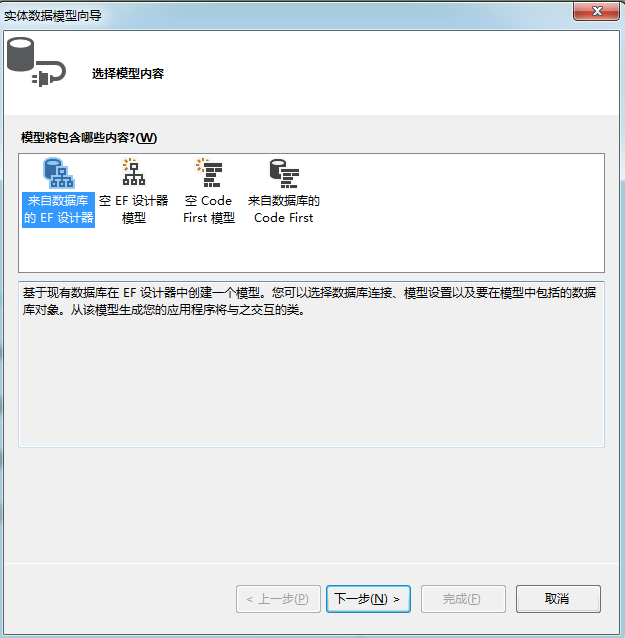 实体数据模型向导
选择模型内容
模型将包含哪些内容?(W)
来自数据库
的 EF 设计器
空 EF 设计器
模型
空 Code
First 模型
来自数据库的
Code First
基于现有数据库在 EF 设计器中创建一个模型。您可以选择数据库连接、模型设置以及要在模型中包括的数据
库对象。从该模型生成您的应用程序将与之交互的类。
< 上一步(P)
下一步(N) >
完成(F)
取消